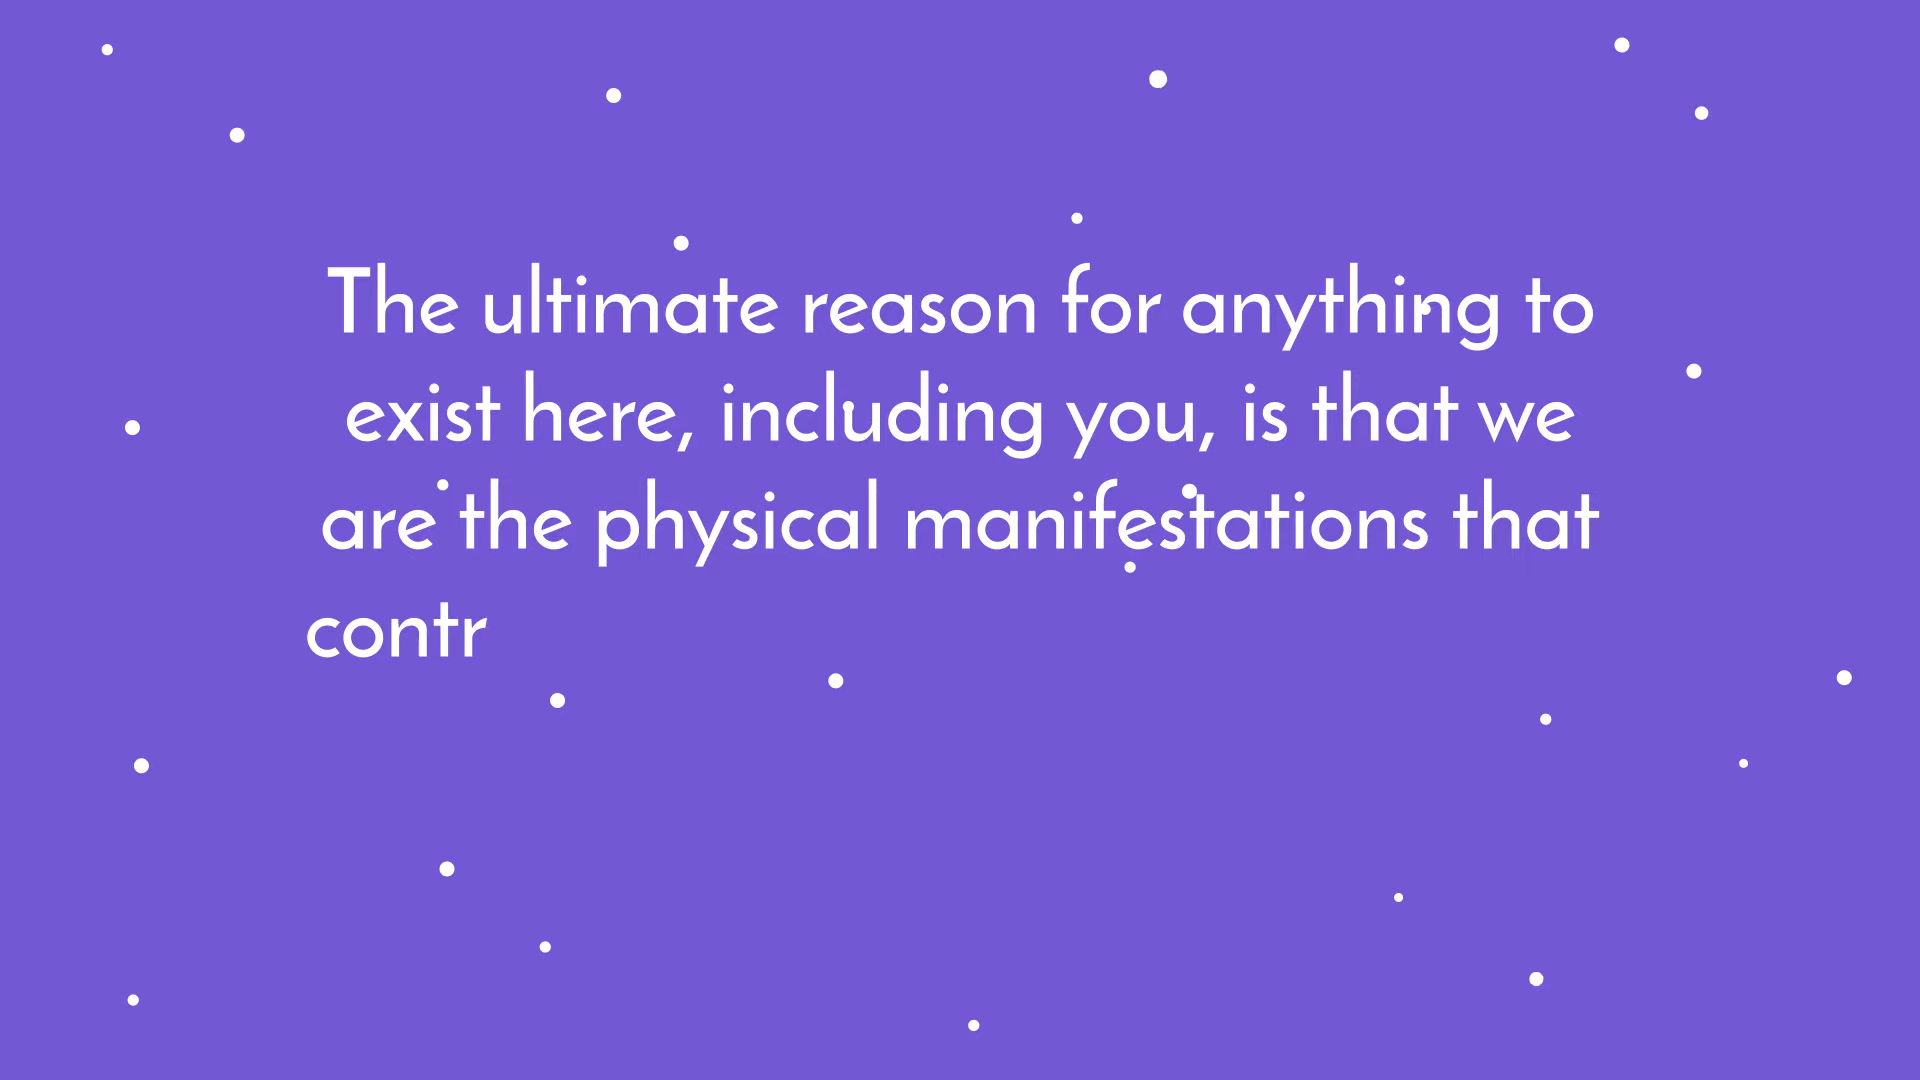 The ultimate reason for anything to
exist here, including you, is that we
are the physical manifestations that
contr